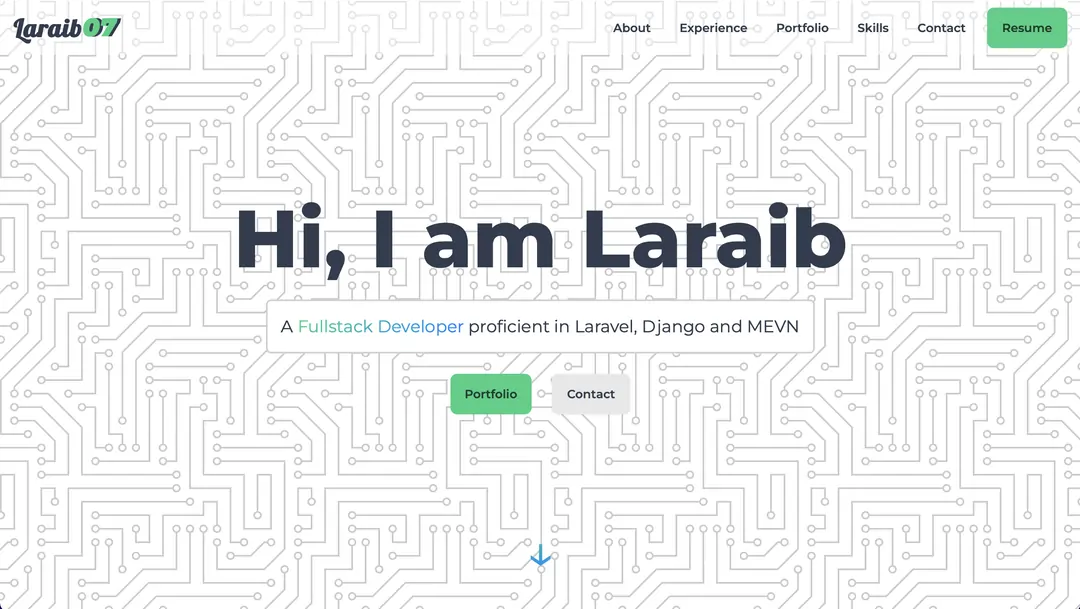 Laraib07
About Experience Portfolio Skills Contact Resume
Hi, I am Laraib
A Fullstack Developer proficient in Laravel, Django and MEVN
Portfolio Contact